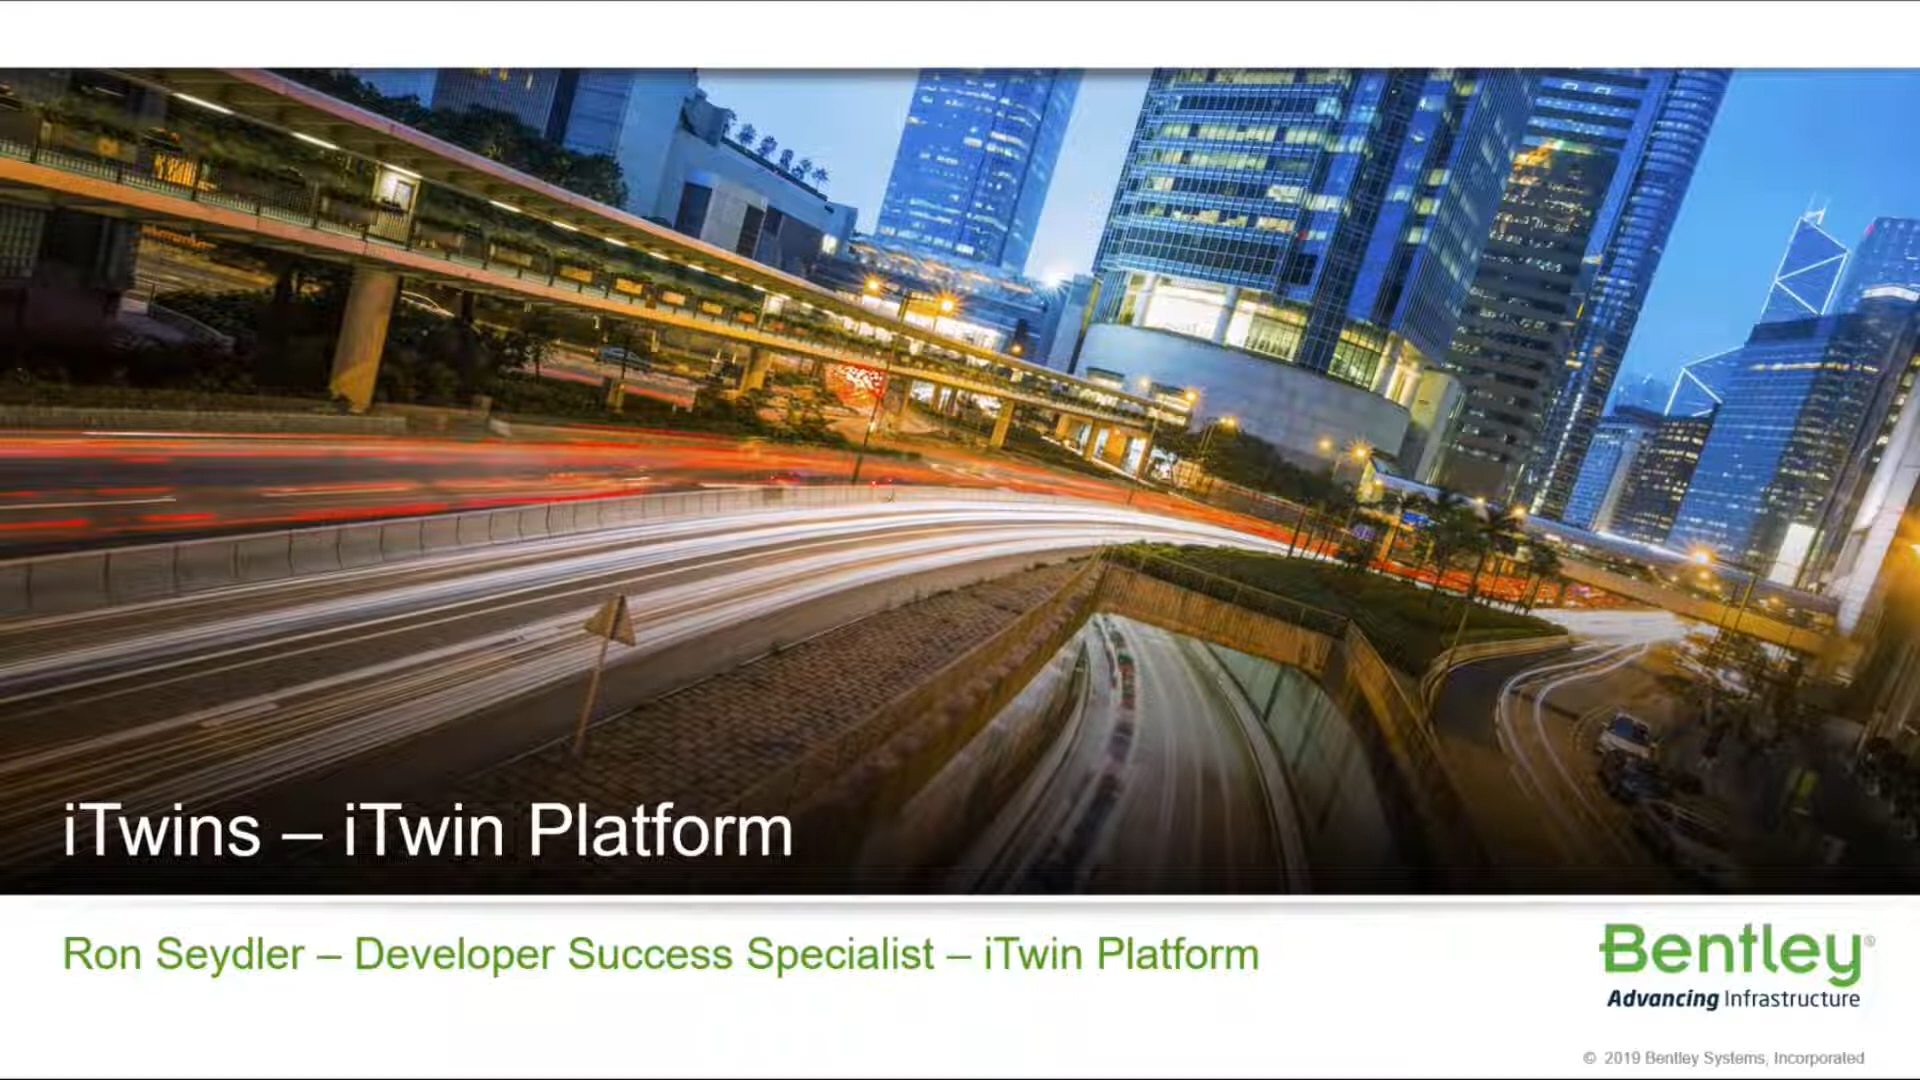 iTwins – iTwin Platform
Ron Seydler – Developer Success Specialist – iTwin Platform
Bentley®
Advancing Infrastructure
© 2019 Bentley Systems, Incorporated